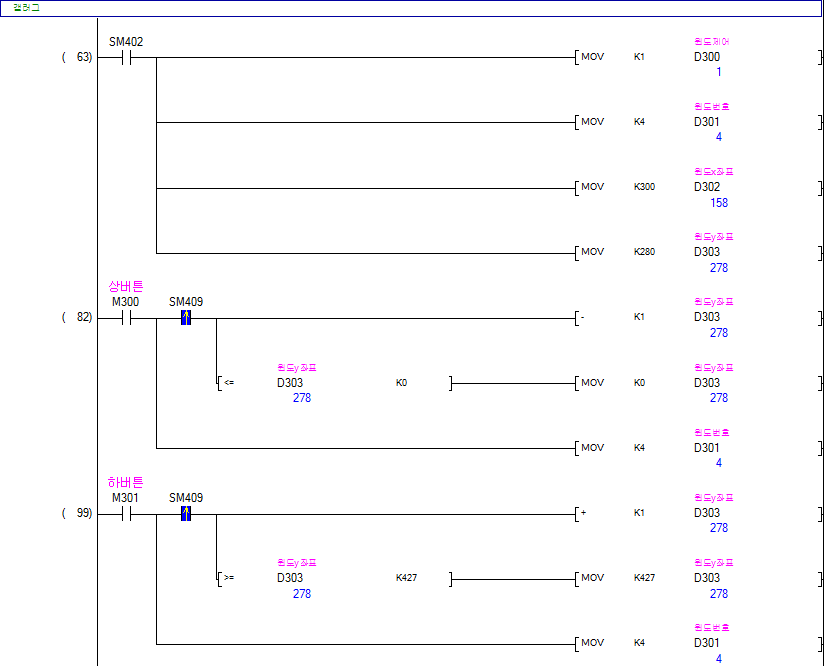 갤러그
SM402
윈도제어
( 63)
MOV K1 D300
1
윈도번호
MOV K4 D301
4
윈도x좌표
MOV K300 D302
158
윈도y좌표
MOV K280 D303
278
상버튼
M300 SM409
윈도y좌표
( 82)
- K1 D303
278
윈도y좌표 윈도y좌표
<= D303 K0 MOV K0 D303
278 278
윈도번호
MOV K4 D301
4
하버튼
M301 SM409
윈도y좌표
( 99)
+ K1 D303
278
윈도y좌표 윈도y좌표
>= D303 K427 MOV K427 D303
278 278
윈도번호
MOV K4 D301
4